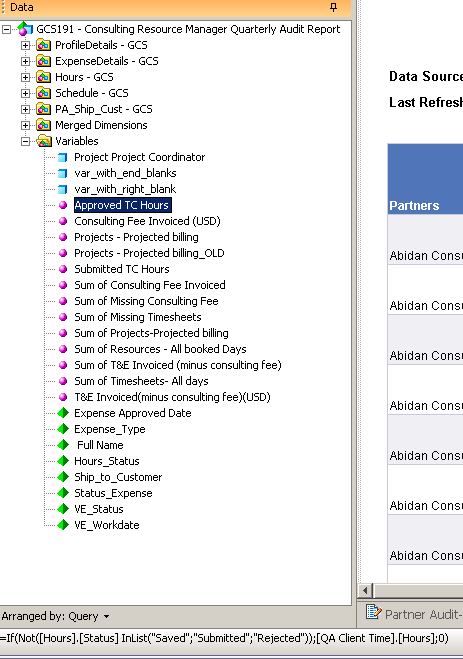 Data
GCS191 - Consulting Resource Manager Quarterly Audit Report
ProfileDetails - GCS
ExpenseDetails - GCS
Hours - GCS
Schedule - GCS
PA_Ship_Cust - GCS
Merged Dimensions
Variables
Project Project Coordinator
var_with_end_blanks
var_with_right_blank
Approved TC Hours
Consulting Fee Invoiced (USD)
Projects - Projected billing
Projects - Projected billing_OLD
Submitted TC Hours
Sum of Consulting Fee Invoiced
Sum of Missing Consulting Fee
Sum of Missing Timesheets
Sum of Projects-Projected billing
Sum of Resources - All booked Days
Sum of T&E Invoiced (minus consulting fee)
Sum of Timesheets- All days
T&E Invoiced(minus consulting fee)(USD)
Expense Approved Date
Expense_Type
Full Name
Hours_Status
Ship_to_Customer
Status_Expense
VE_Status
VE_Workdate
Arranged by: Query
Data Source
Last Refresh
Partners
Abidan Consu
Abidan Consu
Abidan Consu
Abidan Consu
Abidan Consu
Abidan Consu
Abidan Consu
Partner Audit-
=If(Not([Hours].[Status] InList("Saved";"Submitted";"Rejected"));[QA Client Time].[Hours];0)